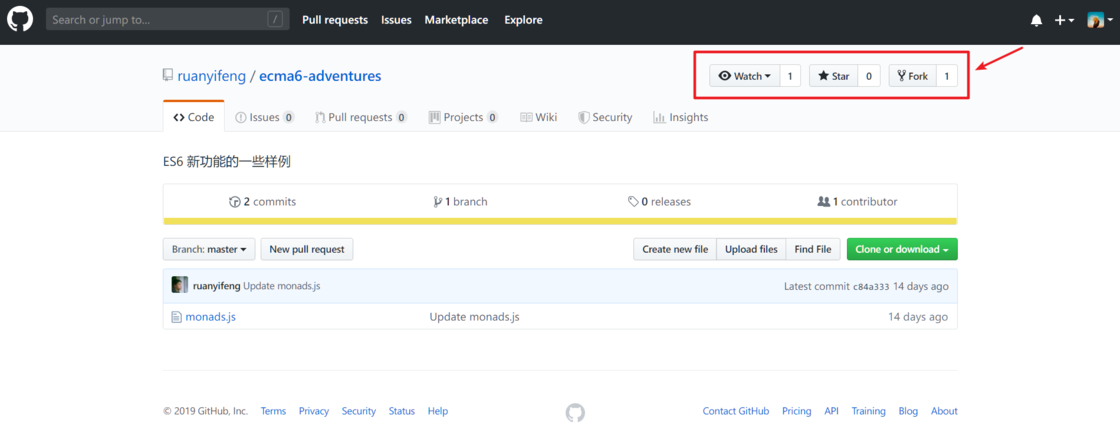 Search or jump to... / Pull requests Issues Marketplace Explore
ruanyifeng / ecma6-adventures Watch 1 Star 0 Fork 1
Code Issues 0 Pull requests 0 Projects 0 Wiki Security Insights
ES6 新功能的一些样例
2 commits 1 branch 0 releases 1 contributor
Branch: master New pull request Create new file Upload files Find File Clone or download
ruanyifeng Update monads.js Latest commit c84a333 14 days ago
monads.js Update monads.js 14 days ago
© 2019 GitHub, Inc. Terms Privacy Security Status Help Contact GitHub Pricing API Training Blog About